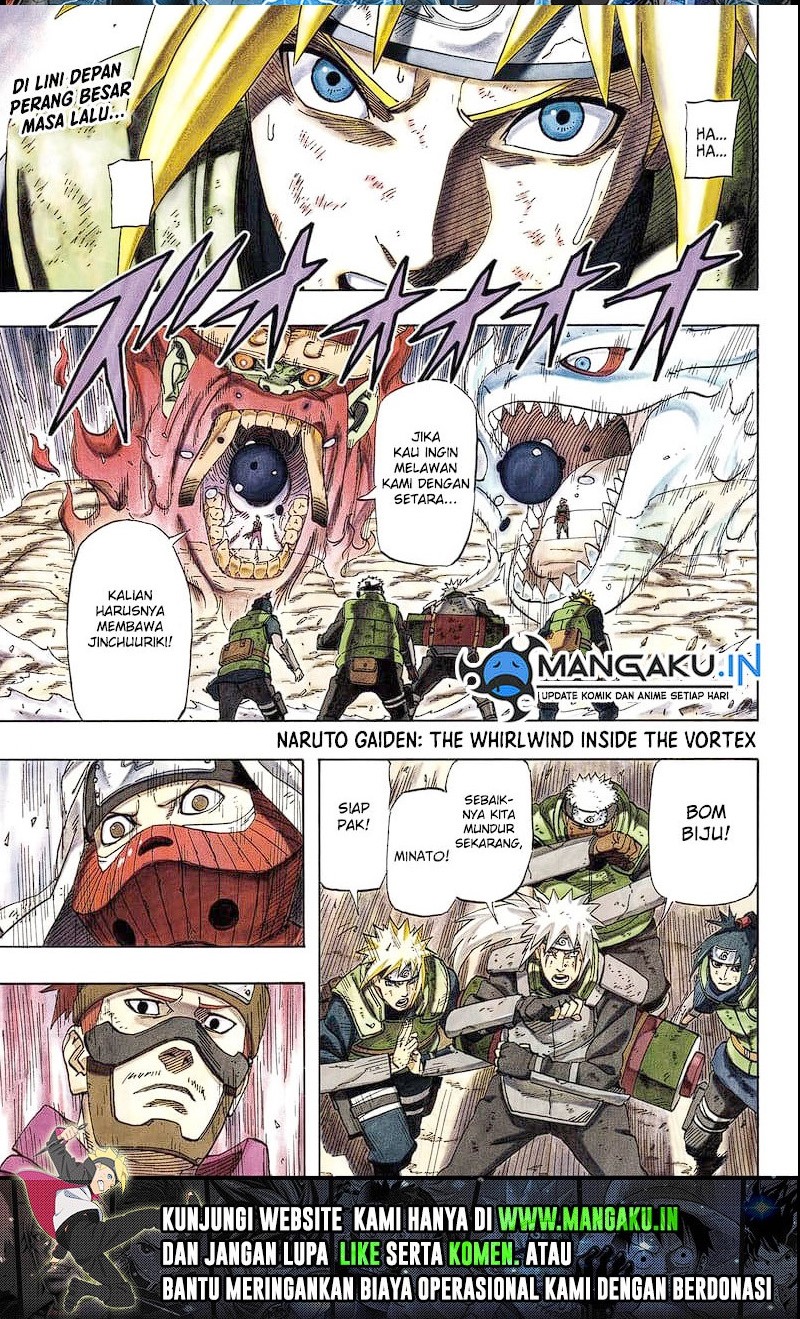 DI LINI DEPAN
PERANG BESAR
MASA LALU...
HA...
HA...
ズオオオオオ
JIKA
KAU INGIN
MELAWAN
KAMI DENGAN
SETARA...
KALIAN
HARUSNYA
MEMBAWA
JINCHUURIKI!
MANGAKU.IN
UPDATE KOMIK DAN ANIME SETIAP HARI
NARUTO GAIDEN: THE WHIRLWIND INSIDE THE VORTEX
BOM
BIJU!
SEBAIK-
NYA KITA
MUNDUR
SEKARANG,
MINATO!
SIAP
PAK!
KUNJUNGI WEBSITE KAMI HANYA DI WWW.MANGAKU.IN
DAN JANGAN LUPA LIKE SERTA KOMEN. ATAU
BANTU MERINGANKAN BIAYA OPERASIONAL KAMI DENGAN BERDONASI